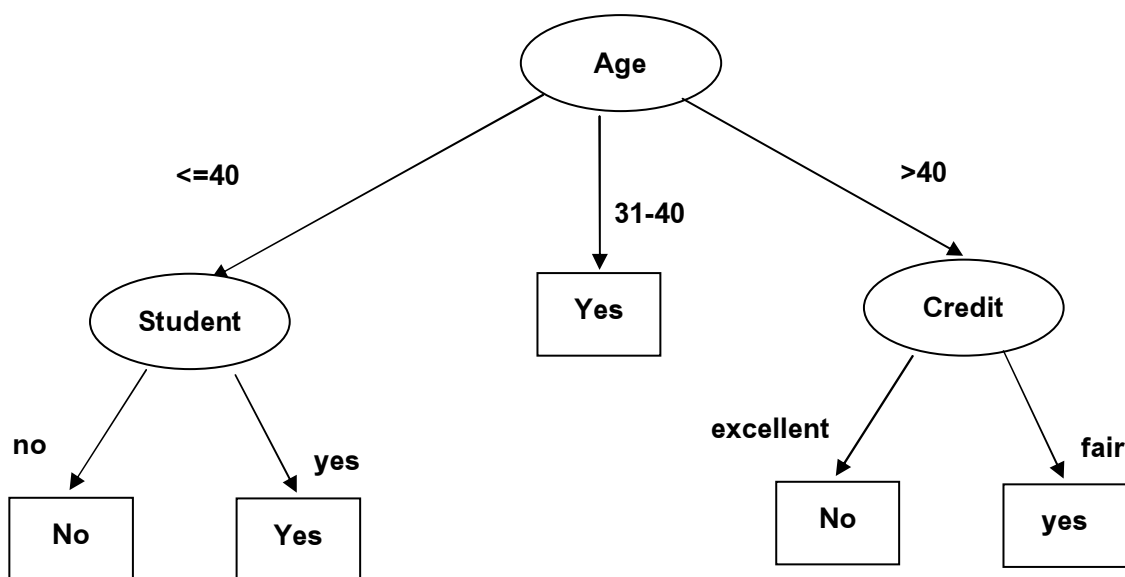 Age
<=40
31-40
>40
Student
Yes
Credit
no
yes
excellent
fair
No
Yes
No
yes